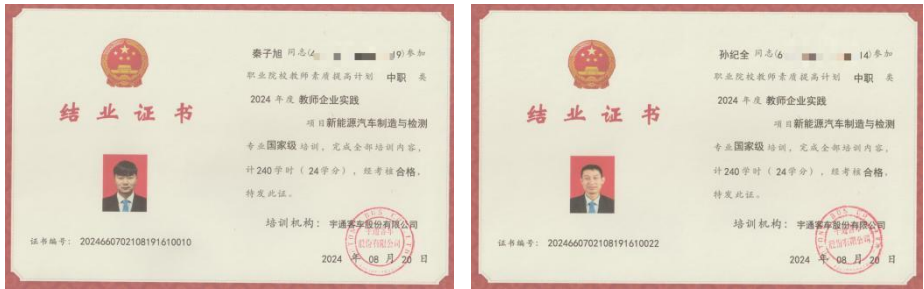 结业证书
证书编号： 2024660702108191610010
秦子旭 同志( 9)参加
职业院校教师素质提高计划 中职 类
2024 年度 教师企业实践
项目新能源汽车制造与检测
专业国家级 培训，完成全部培训内容，
计240学时（ 24学分），经考核合格，
特发此证。
培训机构： 宇通客车股份有限公司
2024 年 08 月 20 日
结业证书
证书编号： 2024660702108191610022
孙纪全 同志(6 14)参加
职业院校教师素质提高计划 中职 类
2024 年度 教师企业实践
项目新能源汽车制造与检测
专业国家级 培训，完成全部培训内容，
计240学时（ 24学分），经考核合格，
特发此证。
培训机构： 宇通客车股份有限公司
2024 年 08 月 20 日